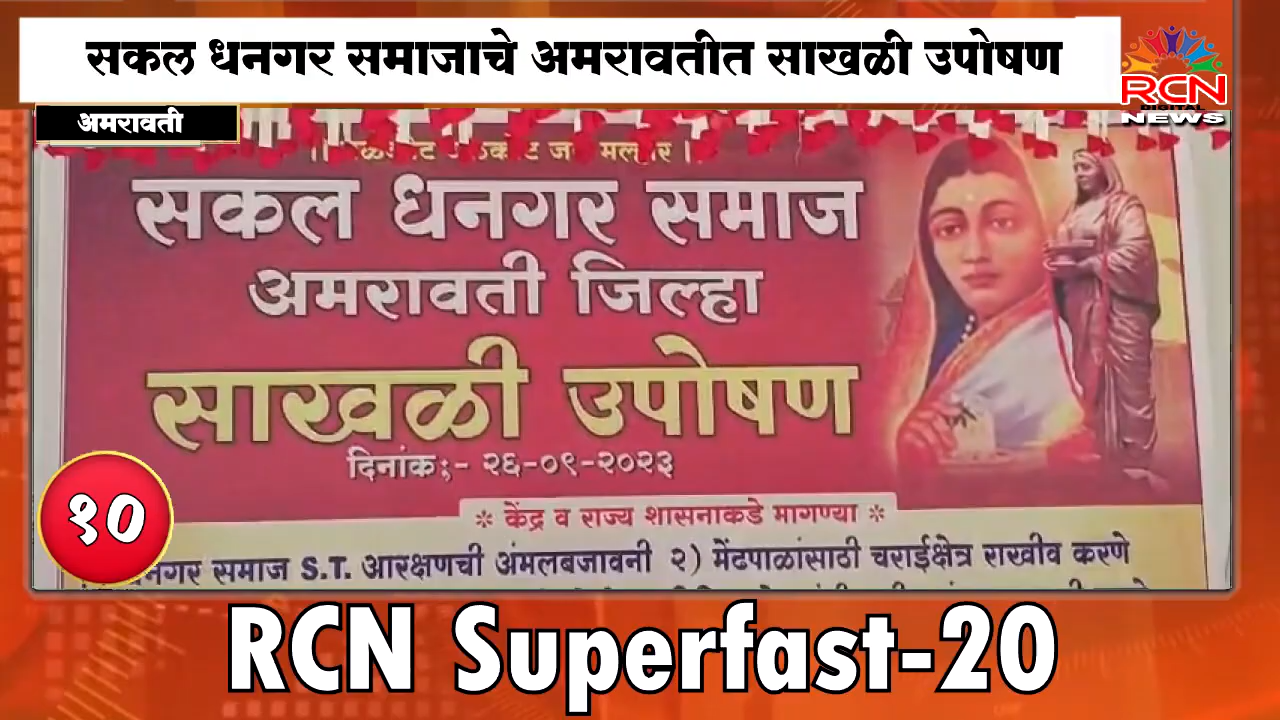 सकल धनगर समाजाचे अमरावतीत साखळी उपोषण
RCN
DIGITAL
NEWS
अमरावती
सकल धनगर समाज
अमरावती जिल्हा
साखळी उपोषण
दिनांक:- २६-०९-२०२३
* केंद्र व राज्य शासनाकडे मागण्या *
समाज S.T. आरक्षणची अंमलबजावनी २) मेंढपाळांसाठी चराईक्षेत्र राखीव करणे
१०
RCN Superfast-20